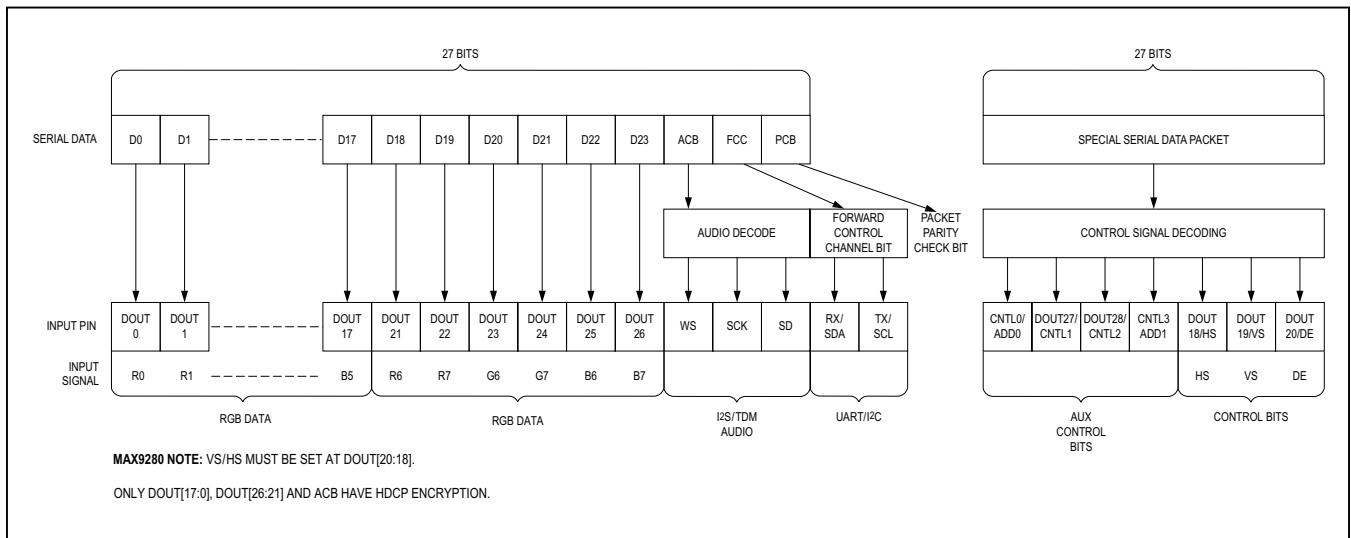 27 BITS 27 BITS
SERIAL DATA D0 D1 D17 D18 D19 D20 D21 D22 D23 ACB FCC PCB SPECIAL SERIAL DATA PACKET
AUDIO DECODE
FORWARD
CONTROL
CHANNEL BIT
PACKET
PARITY
CHECK BIT
CONTROL SIGNAL DECODING
INPUT PIN
DOUT
0
DOUT
1
DOUT
17
DOUT
21
DOUT
22
DOUT
23
DOUT
24
DOUT
25
DOUT
26
WS
SCK
SD
RX/
SDA
TX/
SCL
CNTL0/
ADD0
DOUT27/
CNTL1
DOUT28/
CNTL2
CNTL3
ADD1
DOUT
18/HS
DOUT
19/VS
DOUT
20/DE
INPUT
SIGNAL
R0 R1 B5 R6 R7 G6 G7 B6 B7 HS VS DE
RGB DATA
RGB DATA
I2S/TDM
AUDIO
UART/I2C
AUX
CONTROL
BITS
CONTROL BITS
MAX9280 NOTE: VS/HS MUST BE SET AT DOUT[20:18].
ONLY DOUT[17:0], DOUT[26:21] AND ACB HAVE HDCP ENCRYPTION.